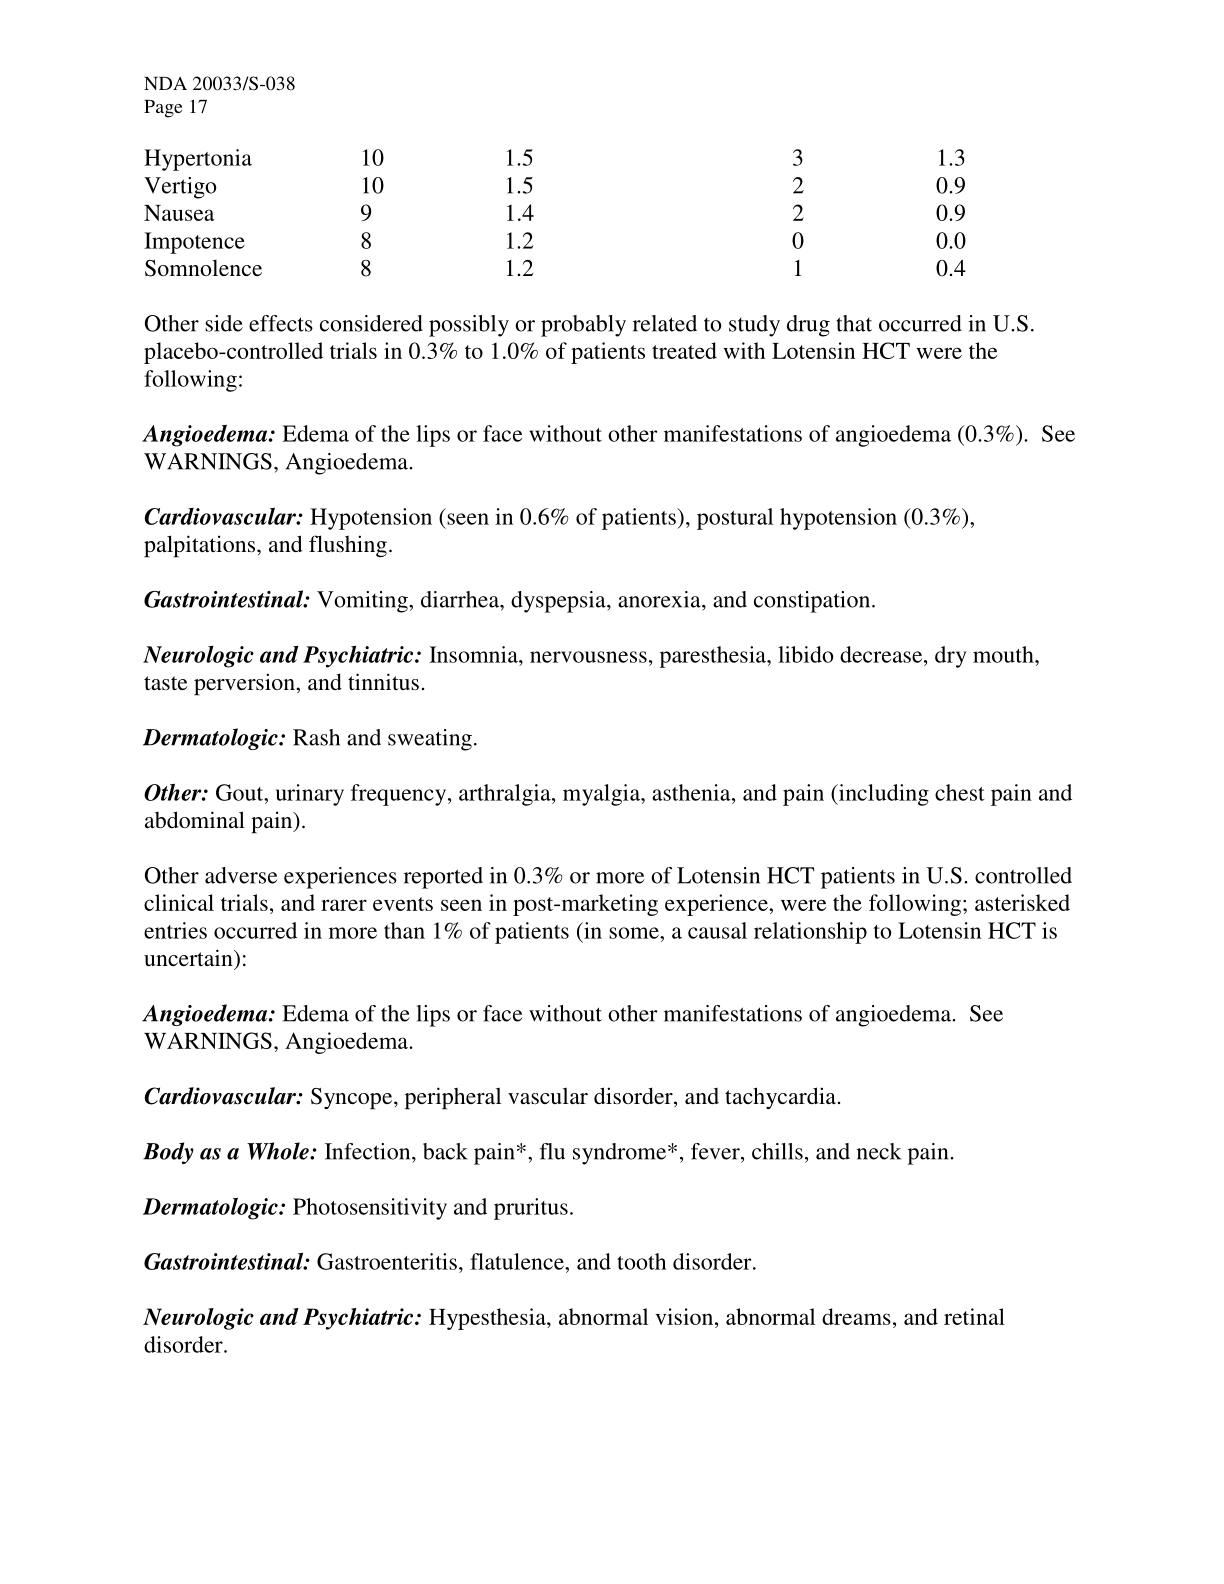 NDA 20033/S-038
Page 17
Hypertonia 10 1.5 3 1.3
Vertigo 10 1.5 2 0.9
Nausea 9 1.4 2 0.9
Impotence 8 1.2 0 0.0
Somnolence 8 1.2 1 0.4
Other side effects considered possibly or probably related to study drug that occurred in U.S.
placebo-controlled trials in 0.3% to 1.0% of patients treated with Lotensin HCT were the
following:
Angioedema: Edema of the lips or face without other manifestations of angioedema (0.3%).  See
WARNINGS, Angioedema.
Cardiovascular: Hypotension (seen in 0.6% of patients), postural hypotension (0.3%),
palpitations, and flushing.
Gastrointestinal: Vomiting, diarrhea, dyspepsia, anorexia, and constipation.
Neurologic and Psychiatric: Insomnia, nervousness, paresthesia, libido decrease, dry mouth,
taste perversion, and tinnitus.
Dermatologic: Rash and sweating.
Other: Gout, urinary frequency, arthralgia, myalgia, asthenia, and pain (including chest pain and
abdominal pain).
Other adverse experiences reported in 0.3% or more of Lotensin HCT patients in U.S. controlled
clinical trials, and rarer events seen in post-marketing experience, were the following; asterisked
entries occurred in more than 1% of patients (in some, a causal relationship to Lotensin HCT is
uncertain):
Angioedema: Edema of the lips or face without other manifestations of angioedema.  See
WARNINGS, Angioedema.
Cardiovascular: Syncope, peripheral vascular disorder, and tachycardia.
Body as a Whole: Infection, back pain*, flu syndrome*, fever, chills, and neck pain.
Dermatologic: Photosensitivity and pruritus.
Gastrointestinal: Gastroenteritis, flatulence, and tooth disorder.
Neurologic and Psychiatric: Hypesthesia, abnormal vision, abnormal dreams, and retinal
disorder.